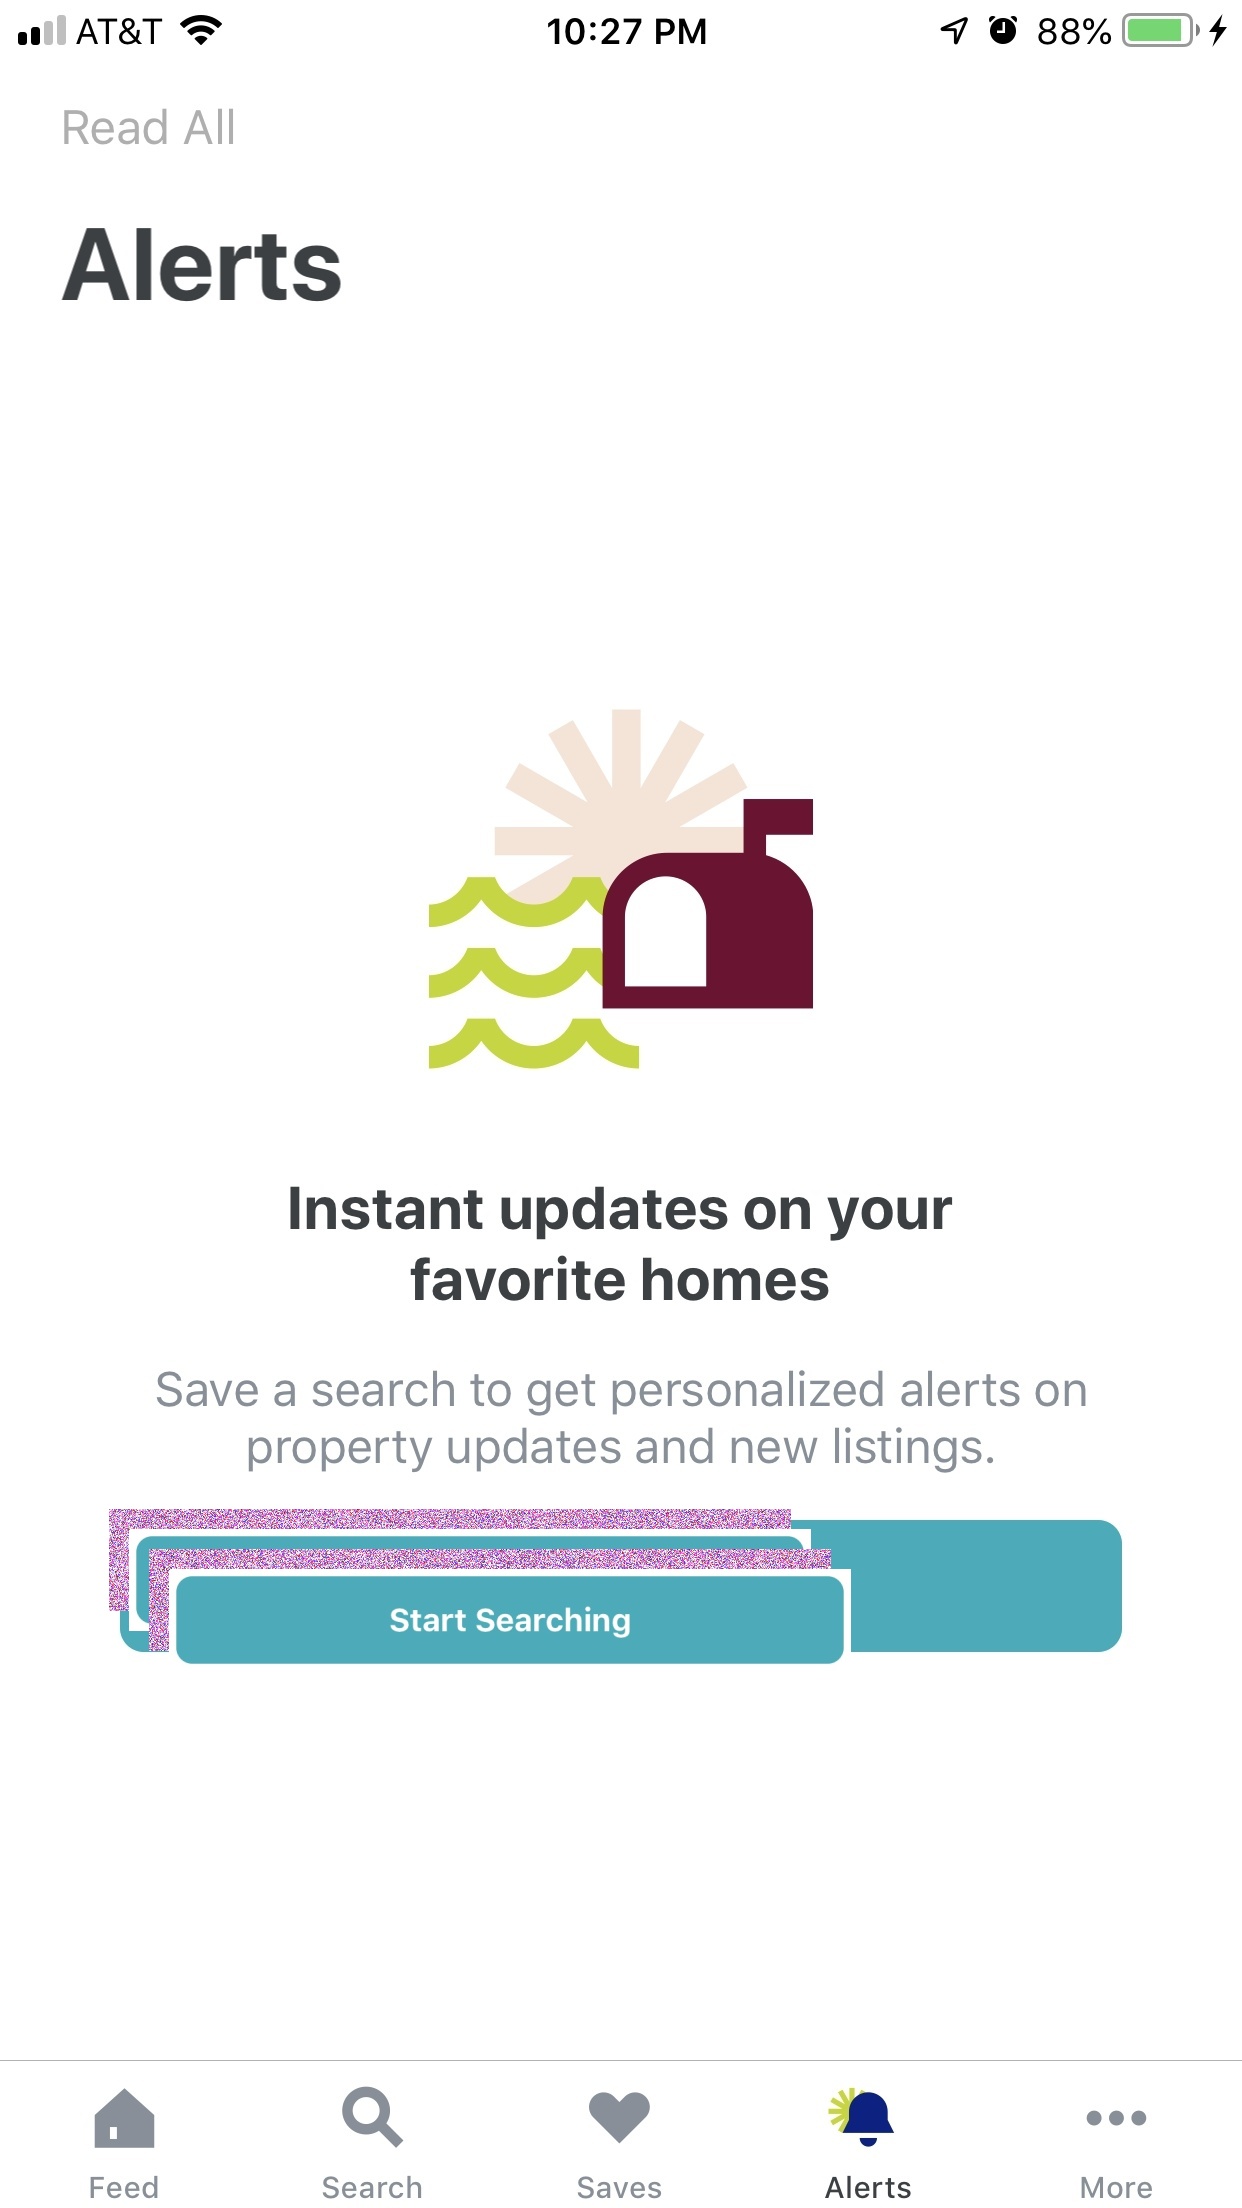 AT&T 10:27 PM 88%
Read All
Alerts
Instant updates on your
favorite homes
Save a search to get personalized alerts on
property updates and new listings.
Start Searching
Feed Search Saves Alerts More